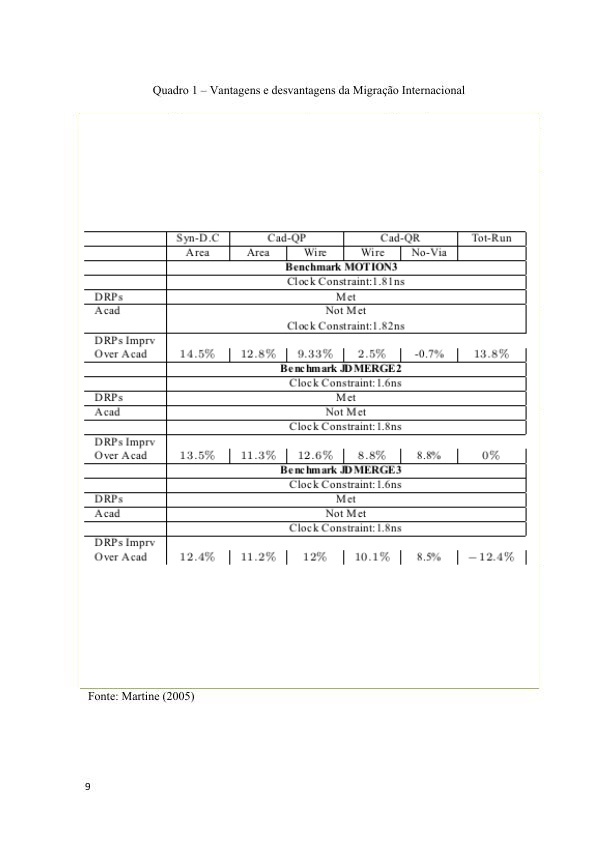 Quadro 1 – Vantagens e desvantagens da Migração Internacional
Syn-D.C Cad-QP Cad-QR Tot-Run
Area Area Wire Wire No-Via
Benchmark MOTION3
Clock Constraint:1.81ns
DRPs Met
Acad Not Met
Clock Constraint:1.82ns
DRPs Imprv
Over Acad 14.5% 12.8% 9.33% 2.5% -0.7% 13.8%
Benchmark JDMERGE2
Clock Constraint:1.6ns
DRPs Met
Acad Not Met
Clock Constraint:1.8ns
DRPs Imprv
Over Acad 13.5% 11.3% 12.6% 8.8% 8.8% 0%
Benchmark JDMERGE3
Clock Constraint:1.6ns
DRPs Met
Acad Not Met
Clock Constraint:1.8ns
DRPs Imprv
Over Acad 12.4% 11.2% 12% 10.1% 8.5% −12.4%
Fonte: Martine (2005)
9